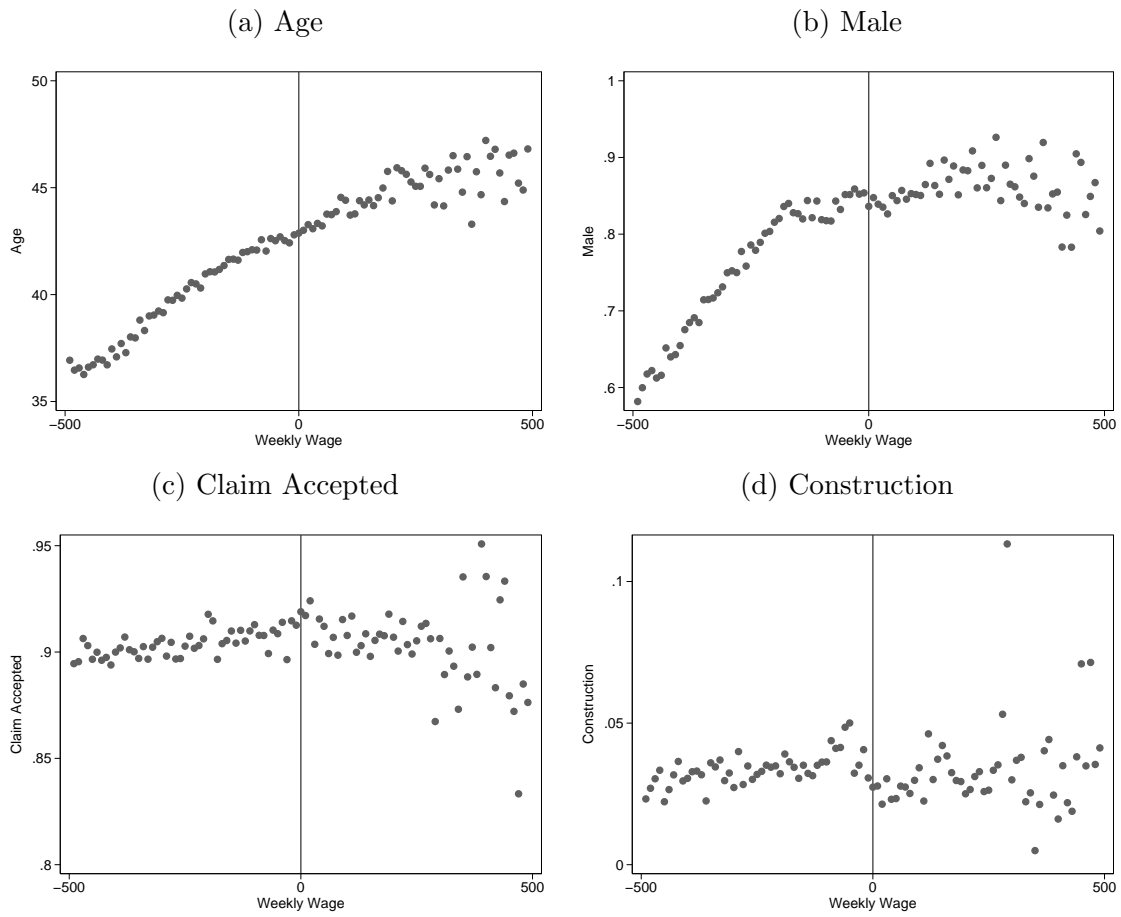 (a) Age
50
45
40
35
Age
−500
0
500
Weekly Wage
(b) Male
1
.9
.8
.7
.6
Male
−500
0
500
Weekly Wage
(c) Claim Accepted
.95
.9
.85
.8
Claim Accepted
−500
0
500
Weekly Wage
(d) Construction
.1
.05
0
Construction
−500
0
500
Weekly Wage